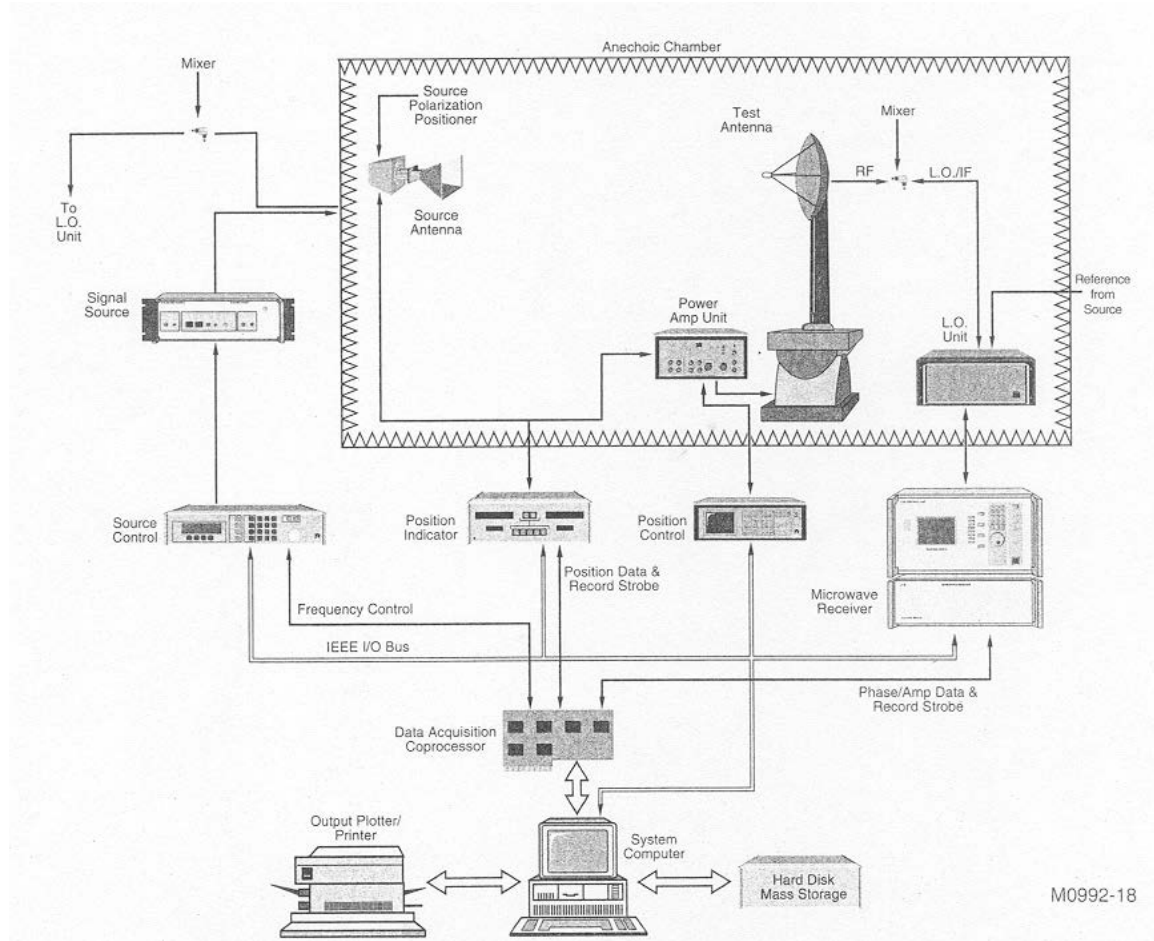 Anechoic Chamber
Mixer
Source
Polarization
Positioner
Test
Antenna
Mixer
RF
L.O./IF
To
L.O.
Unit
Source
Antenna
Signal
Source
Power
Amp Unit
Reference
from
Source
L.O.
Unit
Source
Control
Position
Indicator
Position
Control
Position Data &
Record Strobe
Microwave
Receiver
Frequency Control
IEEE I/O Bus
Phase/Amp Data &
Record Strobe
Data Acquisition
Coprocessor
Output Plotter/
Printer
System
Computer
Hard Disk
Mass Storage
M0992-18